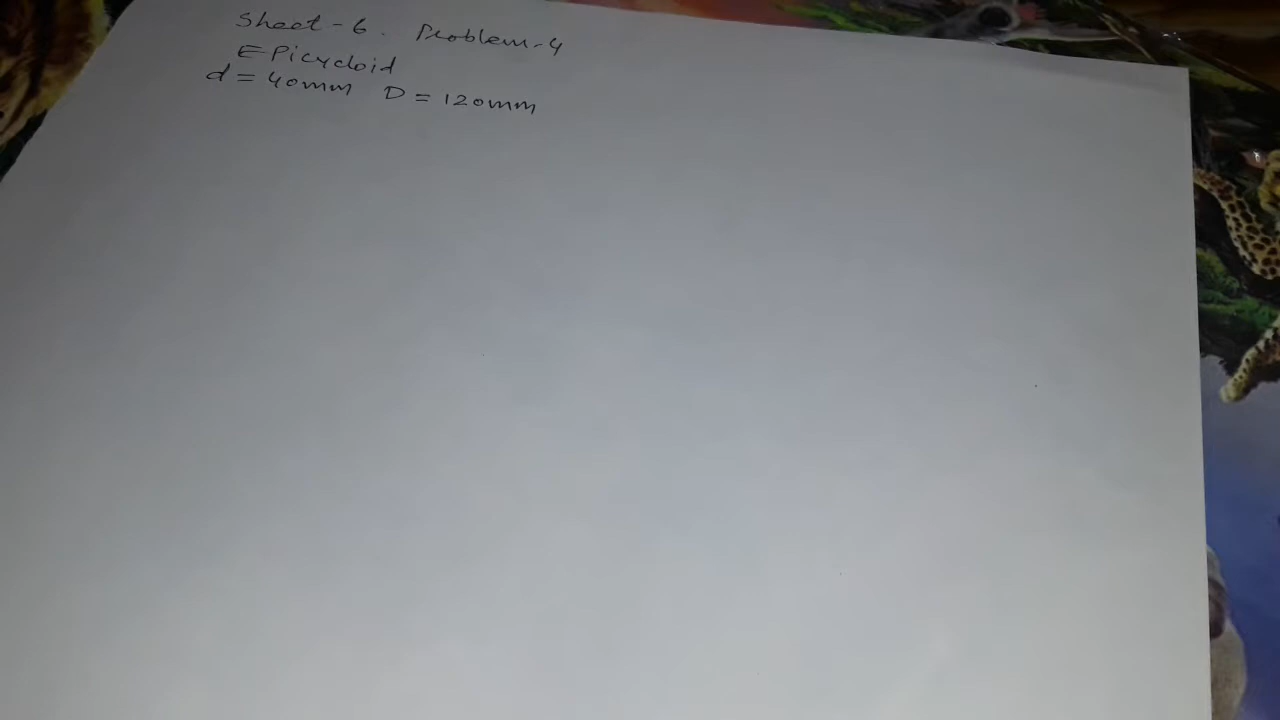 Sheet-6. Problem-4
EPicycloid
d = 40mm D = 120mm